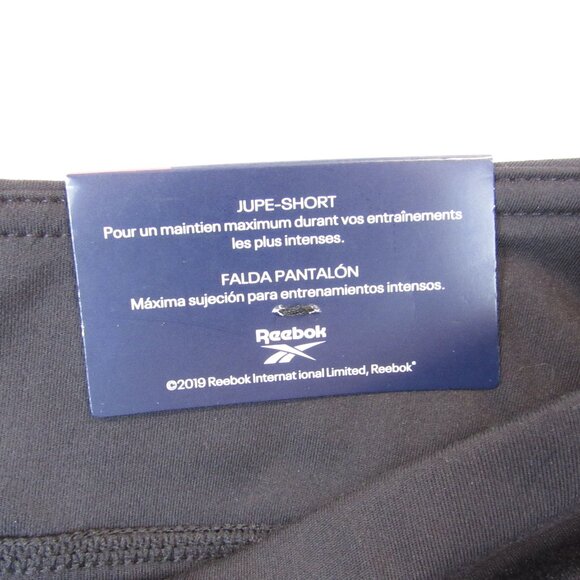 JUPE-SHORT
Pour un maintien maximum durant vos entraînements
les plus intenses.
FALDA PANTALÓN
Máxima sujeción para entrenamientos intensos.
Reebok
©2019 Reebok International Limited, Reebok®